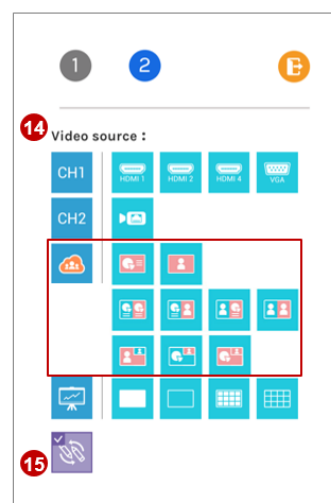 1 2
14 Video source :
CH1 HDMI 1 HDMI 2 HDMI 4 VGA
CH2
15